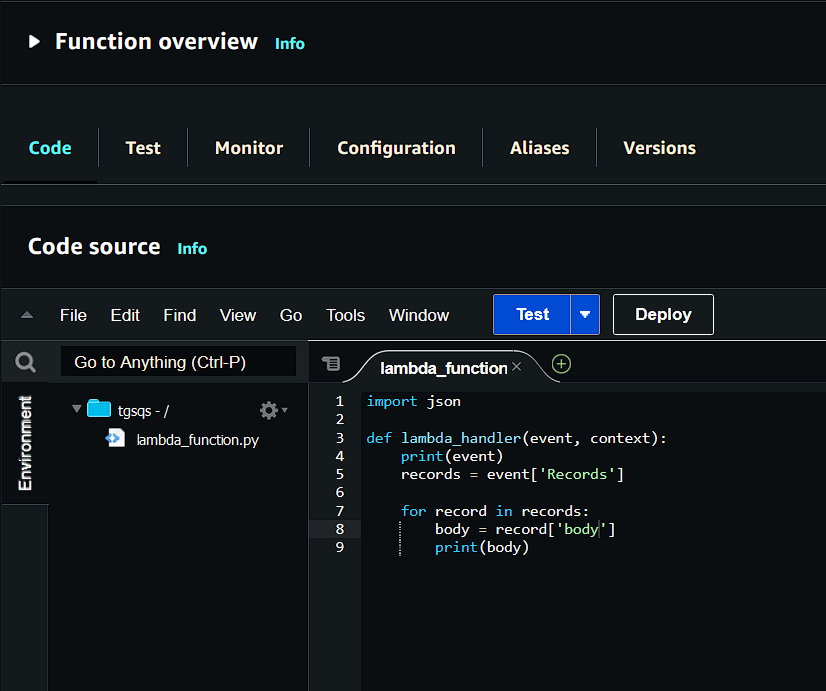 Function overview Info
Code Test Monitor Configuration Aliases Versions
Code source Info
File Edit Find View Go Tools Window Test Deploy
Go to Anything (Ctrl-P)
lambda_function
Environment
tgsqs - /
lambda_function.py
1 import json
2
3 def lambda_handler(event, context):
4     print(event)
5     records = event['Records']
6
7     for record in records:
8         body = record['body']
9         print(body)